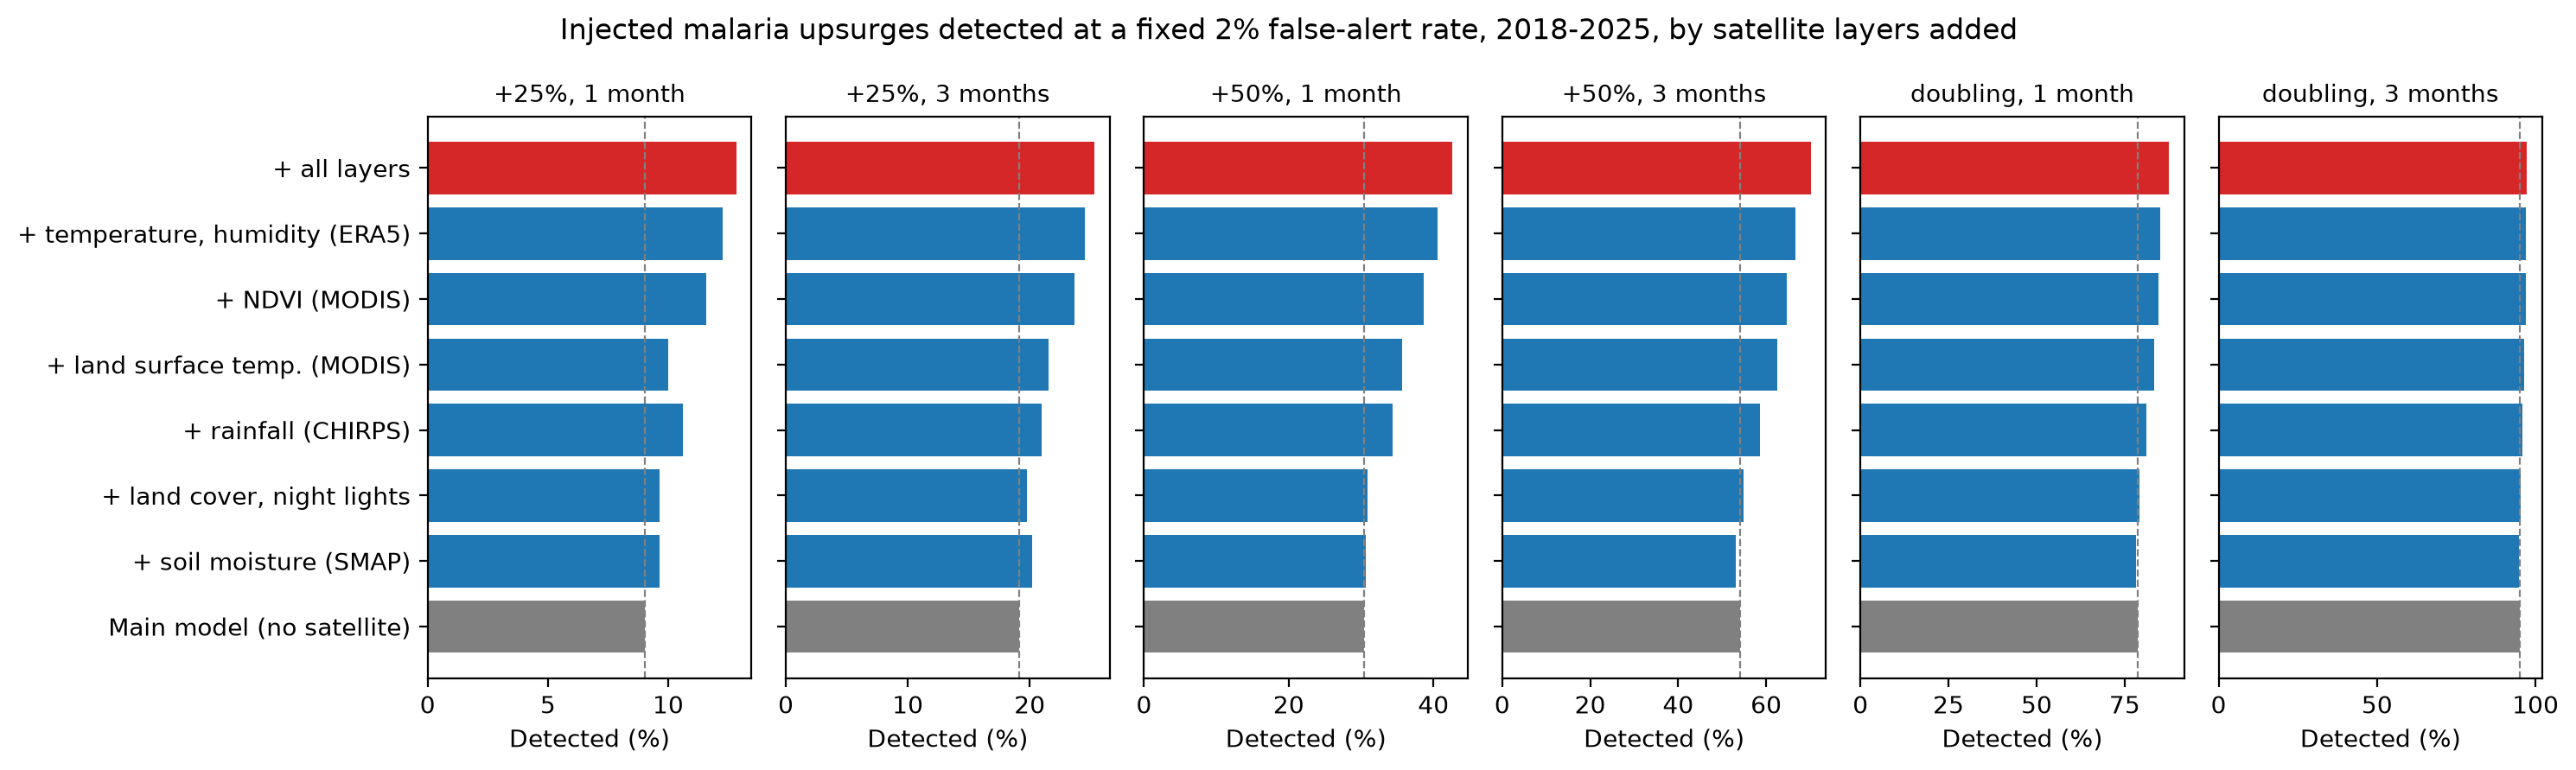 Injected malaria upsurges detected at a fixed 2% false-alert rate, 2018-2025, by satellite layers added
+25%, 1 month
+25%, 3 months
+50%, 1 month
+50%, 3 months
doubling, 1 month
doubling, 3 months
+ all layers
+ temperature, humidity (ERA5)
+ NDVI (MODIS)
+ land surface temp. (MODIS)
+ rainfall (CHIRPS)
+ land cover, night lights
+ soil moisture (SMAP)
Main model (no satellite)
0 5 10
0 10 20
0 20 40
0 20 40 60
0 25 50 75
0 50 100
Detected (%)
Detected (%)
Detected (%)
Detected (%)
Detected (%)
Detected (%)